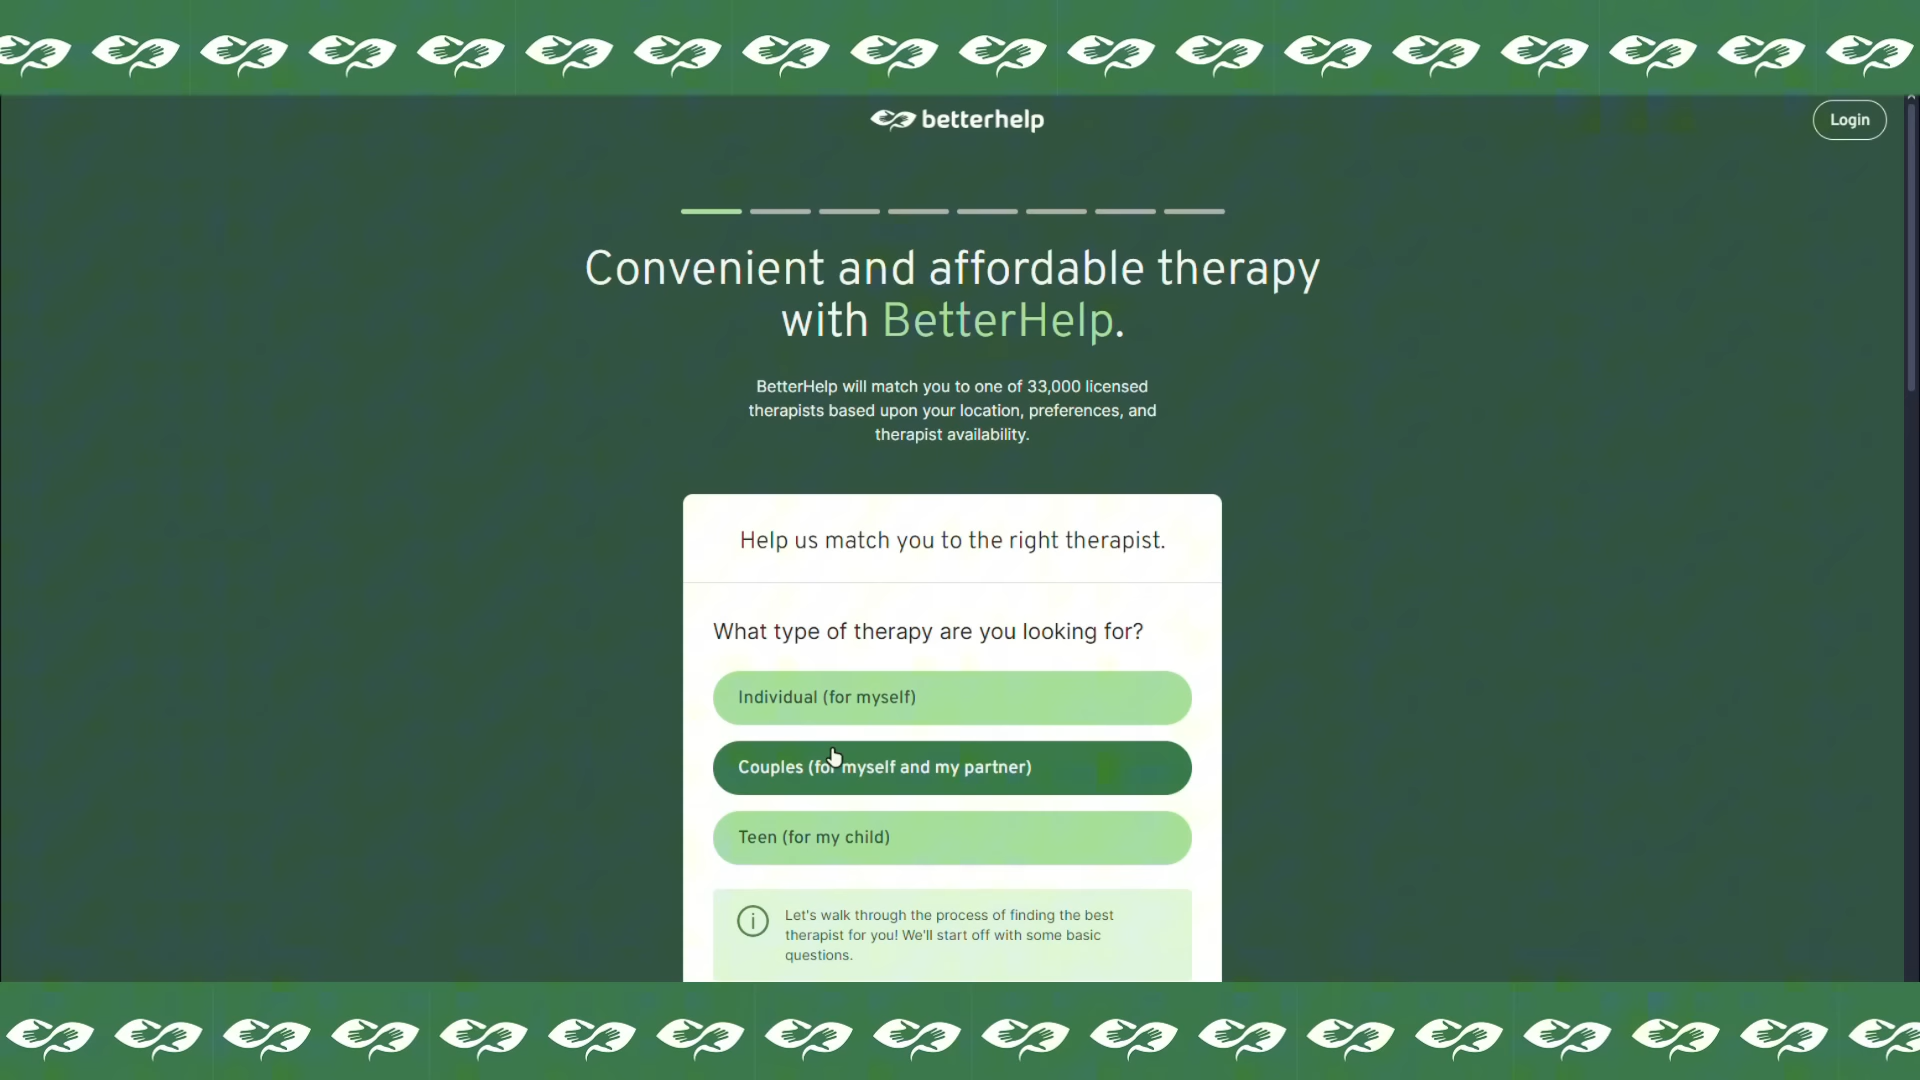 betterhelp
Login
Convenient and affordable therapy
with BetterHelp.
BetterHelp will match you to one of 33,000 licensed
therapists based upon your location, preferences, and
therapist availability.
Help us match you to the right therapist.
What type of therapy are you looking for?
Individual (for myself)
Couples (for myself and my partner)
Teen (for my child)
Let's walk through the process of finding the best
therapist for you! We'll start off with some basic
questions.